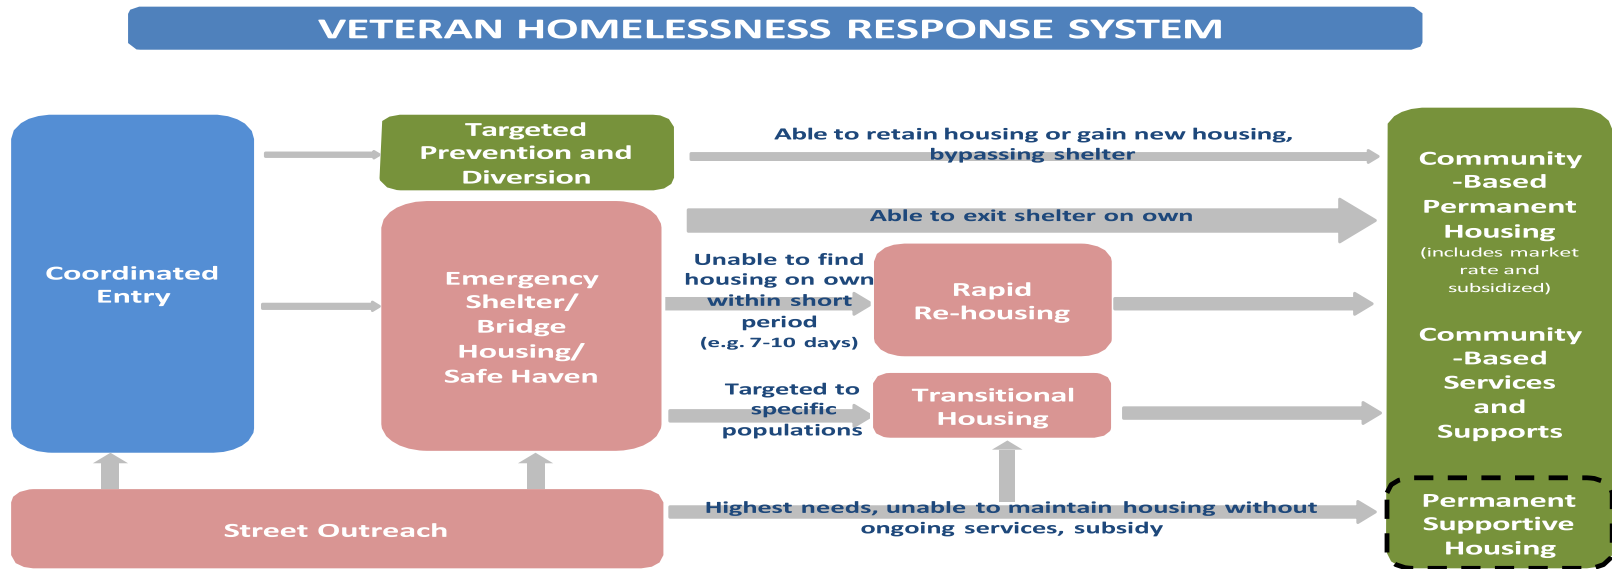 VETERAN HOMELESSNESS RESPONSE SYSTEM
Coordinated
Entry
Targeted
Prevention and
Diversion
Able to retain housing or gain new housing,
bypassing shelter
Able to exit shelter on own
Emergency
Shelter/
Bridge
Housing/
Safe Haven
Unable to find
housing on own
within short
period
(e.g. 7-10 days)
Rapid
Re-housing
Targeted to
specific
populations
Transitional
Housing
Street Outreach
Highest needs, unable to maintain housing without
ongoing services, subsidy
Community
-Based
Permanent
Housing
(includes market
rate and
subsidized)
Community
-Based
Services
and
Supports
Permanent
Supportive
Housing